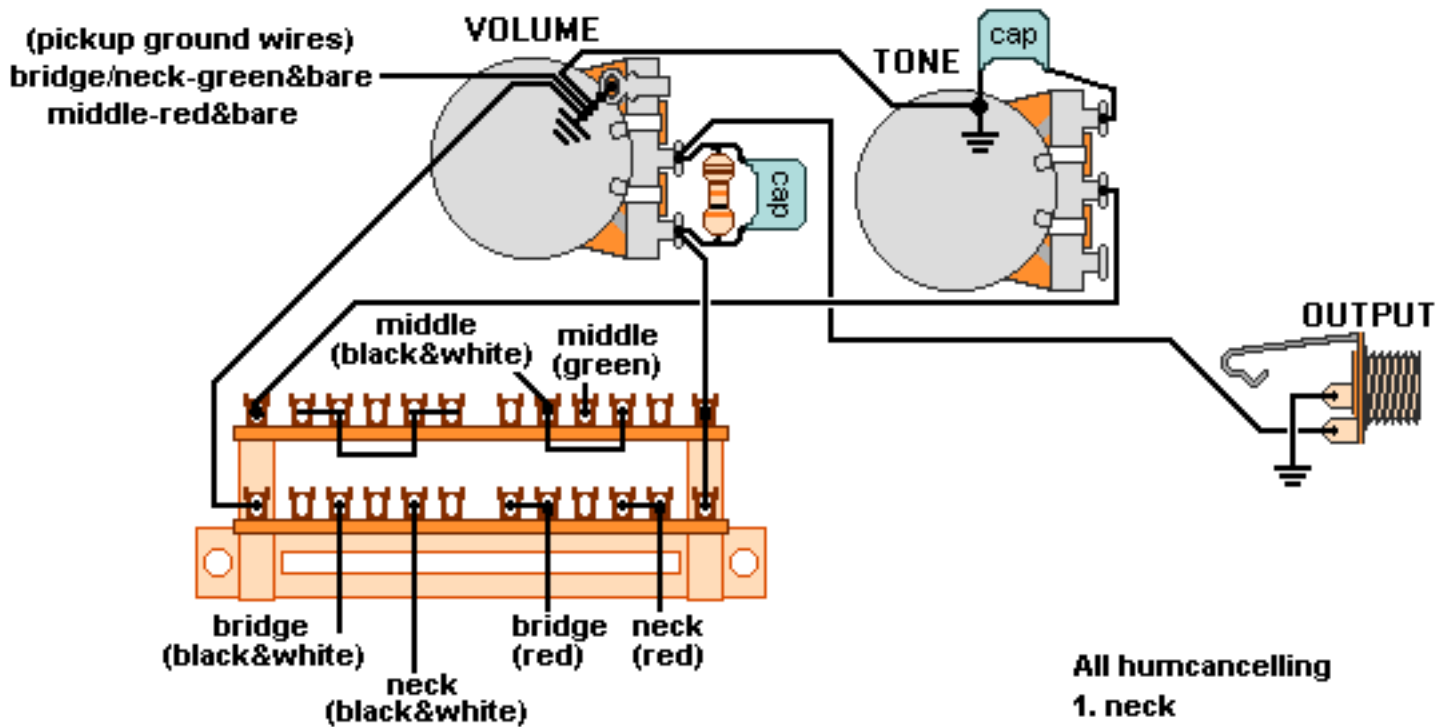 (pickup ground wires)
bridge/neck-green&bare
middle-red&bare
VOLUME
TONE
cap
cap
OUTPUT
middle
(black&white)
middle
(green)
bridge
(black&white)
neck
(black&white)
bridge
(red)
neck
(red)
All humcancelling
1. neck